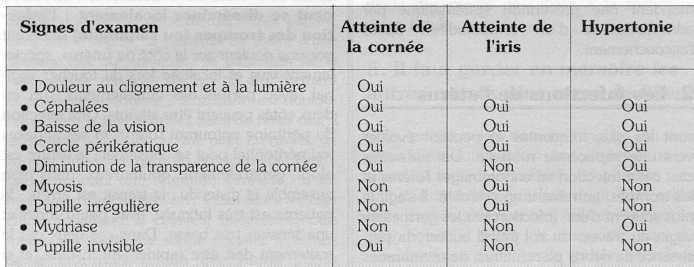 Signes d'examen Atteinte de la cornée Atteinte de l'iris Hypertonie
• Douleur au clignement et à la lumière Oui
• Céphalées Oui Oui Oui
• Baisse de la vision Oui Oui Oui
• Cercle périkératique Oui Oui Oui
• Diminution de la transparence de la cornée Oui Non Oui
• Myosis Non Oui Non
• Pupille irrégulière Non Oui Non
• Mydriase Non Non Oui
• Pupille invisible Oui Non Non